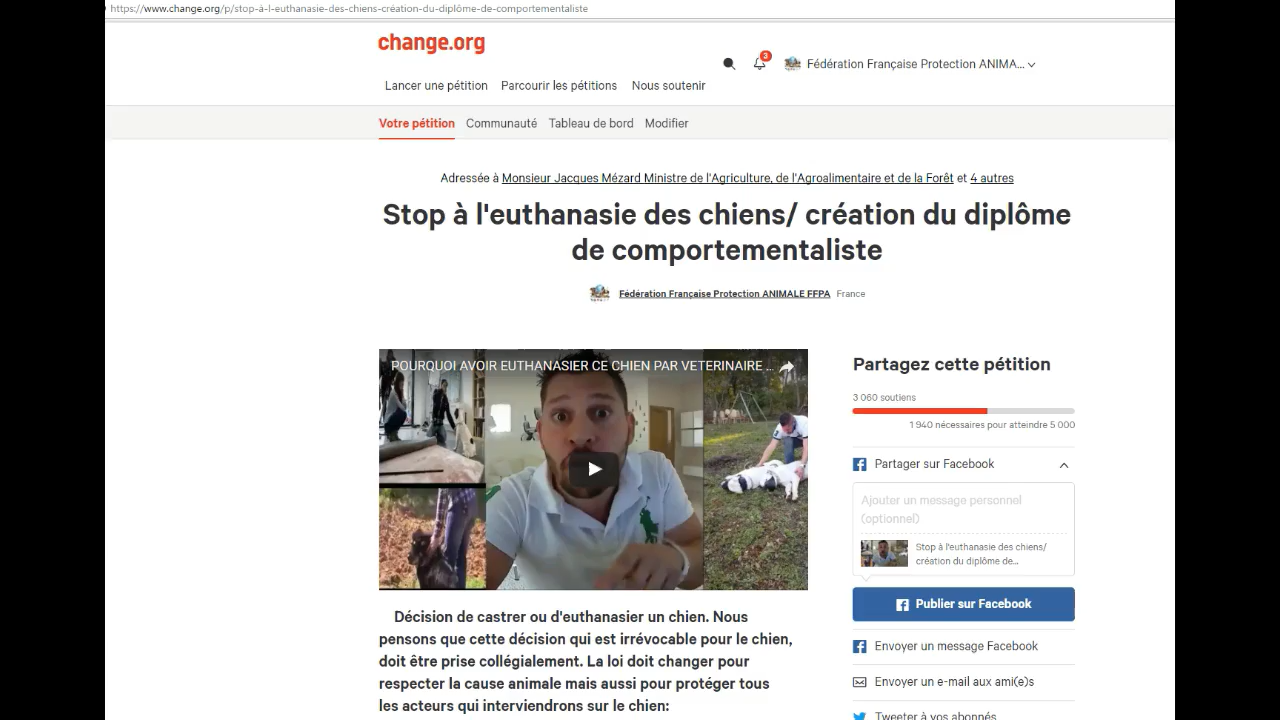 https://www.change.org/p/stop-à-l-euthanasie-des-chiens-création-du-diplôme-de-comportementaliste
change.org
3
Fédération Française Protection ANIMA...
Lancer une pétition Parcourir les pétitions Nous soutenir
Votre pétition Communauté Tableau de bord Modifier
Adressée à Monsieur Jacques Mézard Ministre de l'Agriculture, de l'Agroalimentaire et de la Forêt et 4 autres
Stop à l'euthanasie des chiens/ création du diplôme
de comportementaliste
Fédération Française Protection ANIMALE FFPA France
POURQUOI AVOIR EUTHANASIER CE CHIEN PAR VETERINAIRE ...
Décision de castrer ou d'euthanasier un chien. Nous
pensons que cette décision qui est irrévocable pour le chien,
doit être prise collégialement. La loi doit changer pour
respecter la cause animale mais aussi pour protéger tous
les acteurs qui interviendrons sur le chien:
Partagez cette pétition
3 060 soutiens
1 940 nécessaires pour atteindre 5 000
Partager sur Facebook
Ajouter un message personnel
(optionnel)
Stop à l'euthanasie des chiens/
création du diplôme de...
Publier sur Facebook
Envoyer un message Facebook
Envoyer un e-mail aux ami(e)s
Tweeter à vos abonnés